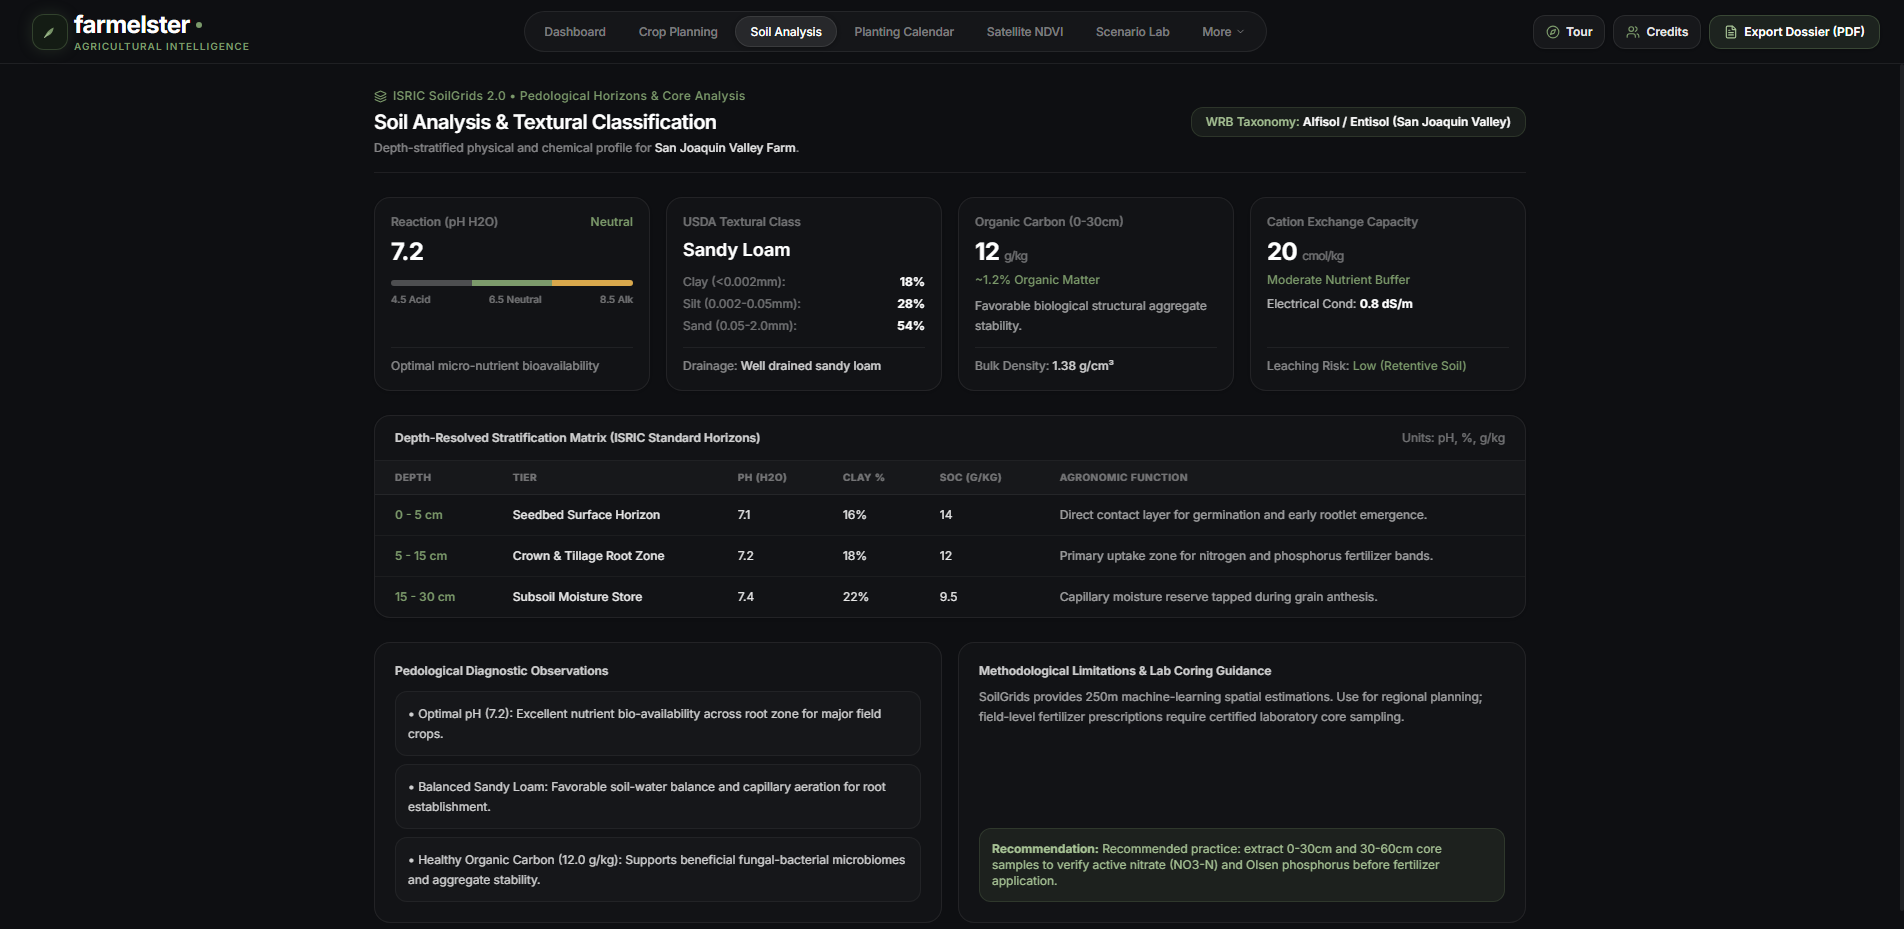 farmelster
AGRICULTURAL INTELLIGENCE
Dashboard
Crop Planning
Soil Analysis
Planting Calendar
Satellite NDVI
Scenario Lab
More
Tour
Credits
Export Dossier (PDF)
ISRIC SoilGrids 2.0 • Pedological Horizons & Core Analysis
Soil Analysis & Textural Classification
Depth-stratified physical and chemical profile for San Joaquin Valley Farm.
WRB Taxonomy: Alfisol / Entisol (San Joaquin Valley)
Reaction (pH H2O) Neutral
7.2
4.5 Acid 6.5 Neutral 8.5 Alk
Optimal micro-nutrient bioavailability
USDA Textural Class
Sandy Loam
Clay (<0.002mm): 18%
Silt (0.002-0.05mm): 28%
Sand (0.05-2.0mm): 54%
Drainage: Well drained sandy loam
Organic Carbon (0-30cm)
12 g/kg
~1.2% Organic Matter
Favorable biological structural aggregate
stability.
Bulk Density: 1.38 g/cm³
Cation Exchange Capacity
20 cmol/kg
Moderate Nutrient Buffer
Electrical Cond: 0.8 dS/m
Leaching Risk: Low (Retentive Soil)
Depth-Resolved Stratification Matrix (ISRIC Standard Horizons) Units: pH, %, g/kg
DEPTH TIER PH (H2O) CLAY % SOC (G/KG) AGRONOMIC FUNCTION
0 - 5 cm Seedbed Surface Horizon 7.1 16% 14 Direct contact layer for germination and early rootlet emergence.
5 - 15 cm Crown & Tillage Root Zone 7.2 18% 12 Primary uptake zone for nitrogen and phosphorus fertilizer bands.
15 - 30 cm Subsoil Moisture Store 7.4 22% 9.5 Capillary moisture reserve tapped during grain anthesis.
Pedological Diagnostic Observations
• Optimal pH (7.2): Excellent nutrient bio-availability across root zone for major field
crops.
• Balanced Sandy Loam: Favorable soil-water balance and capillary aeration for root
establishment.
• Healthy Organic Carbon (12.0 g/kg): Supports beneficial fungal-bacterial microbiomes
and aggregate stability.
Methodological Limitations & Lab Coring Guidance
SoilGrids provides 250m machine-learning spatial estimations. Use for regional planning;
field-level fertilizer prescriptions require certified laboratory core sampling.
Recommendation: Recommended practice: extract 0-30cm and 30-60cm core
samples to verify active nitrate (NO3-N) and Olsen phosphorus before fertilizer
application.